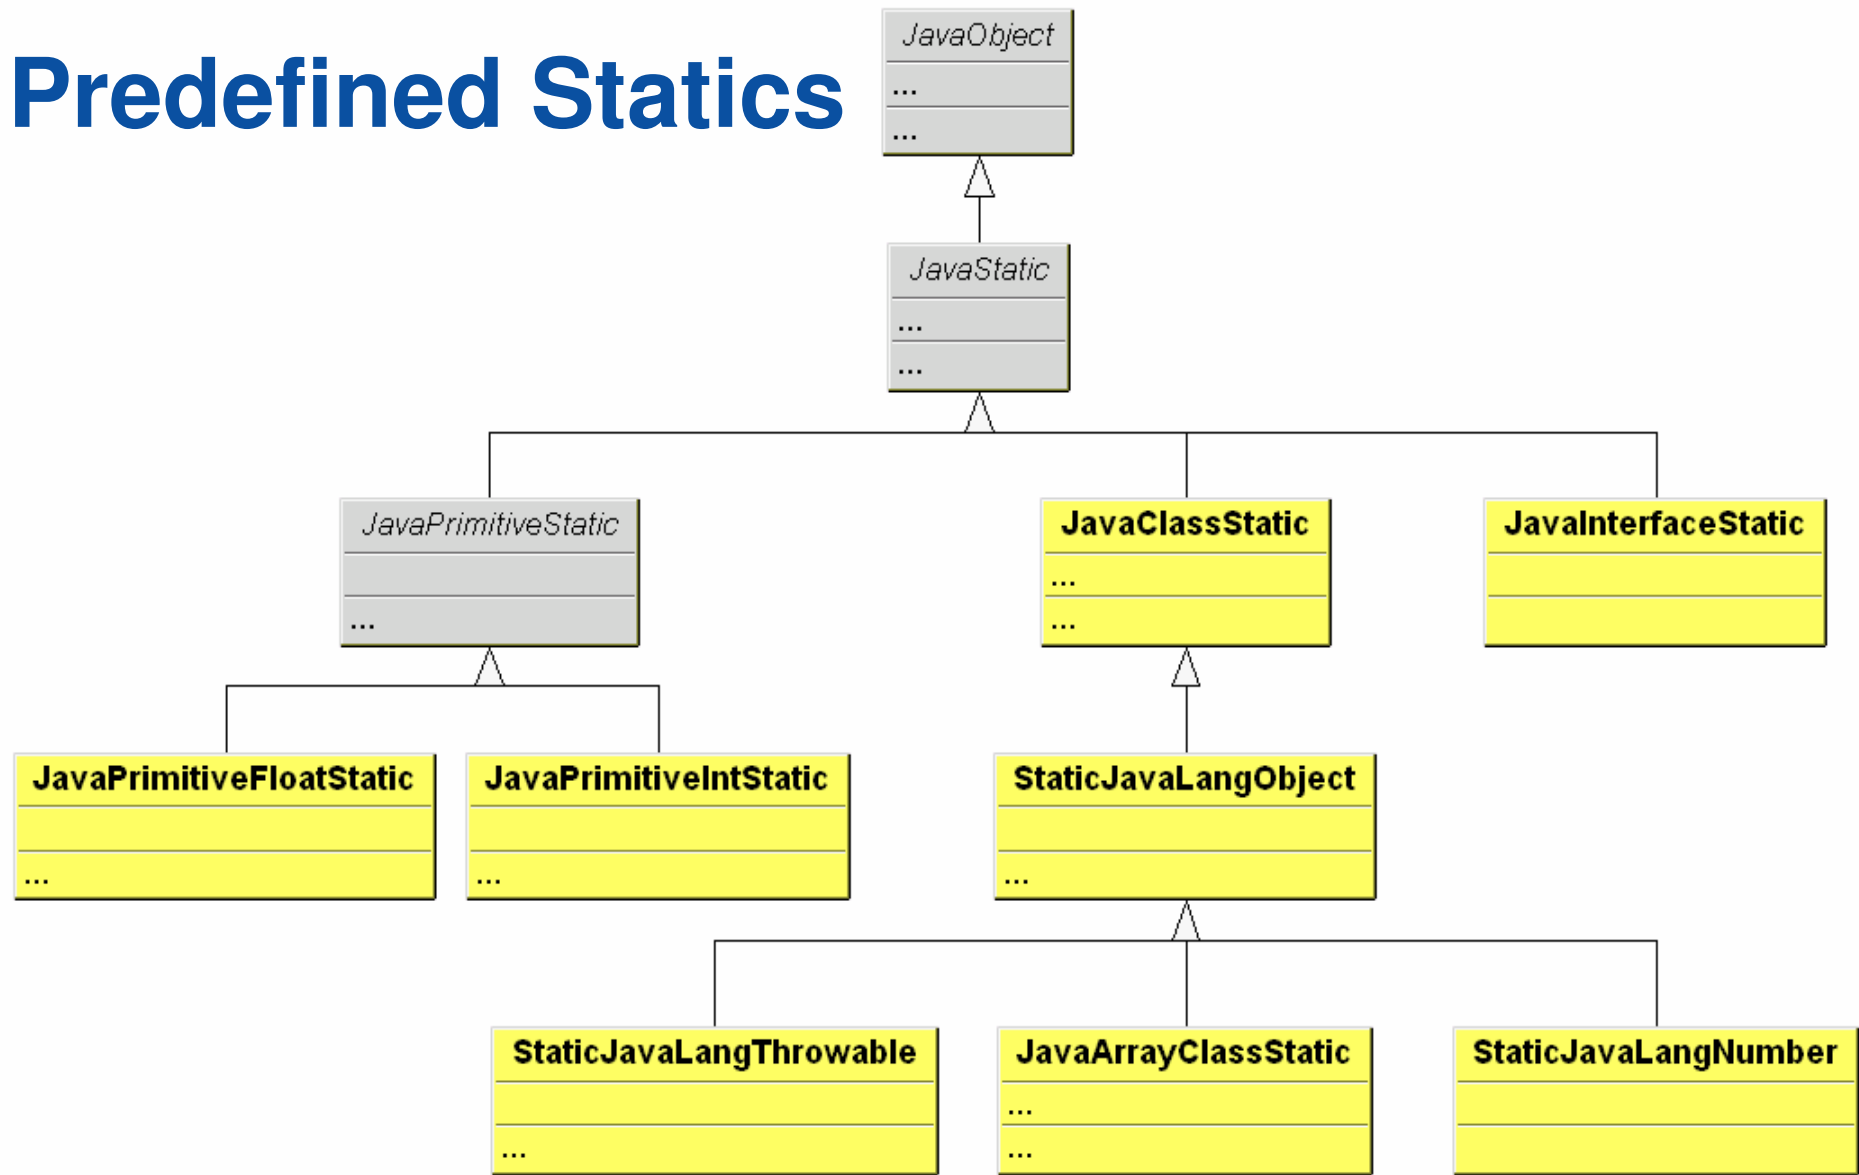 Predefined Statics
JavaObject
...
...
JavaStatic
...
...
JavaPrimitiveStatic
...
JavaClassStatic
...
...
JavaInterfaceStatic
JavaPrimitiveFloatStatic
...
JavaPrimitiveIntStatic
...
StaticJavaLangObject
...
StaticJavaLangThrowable
...
JavaArrayClassStatic
...
...
StaticJavaLangNumber